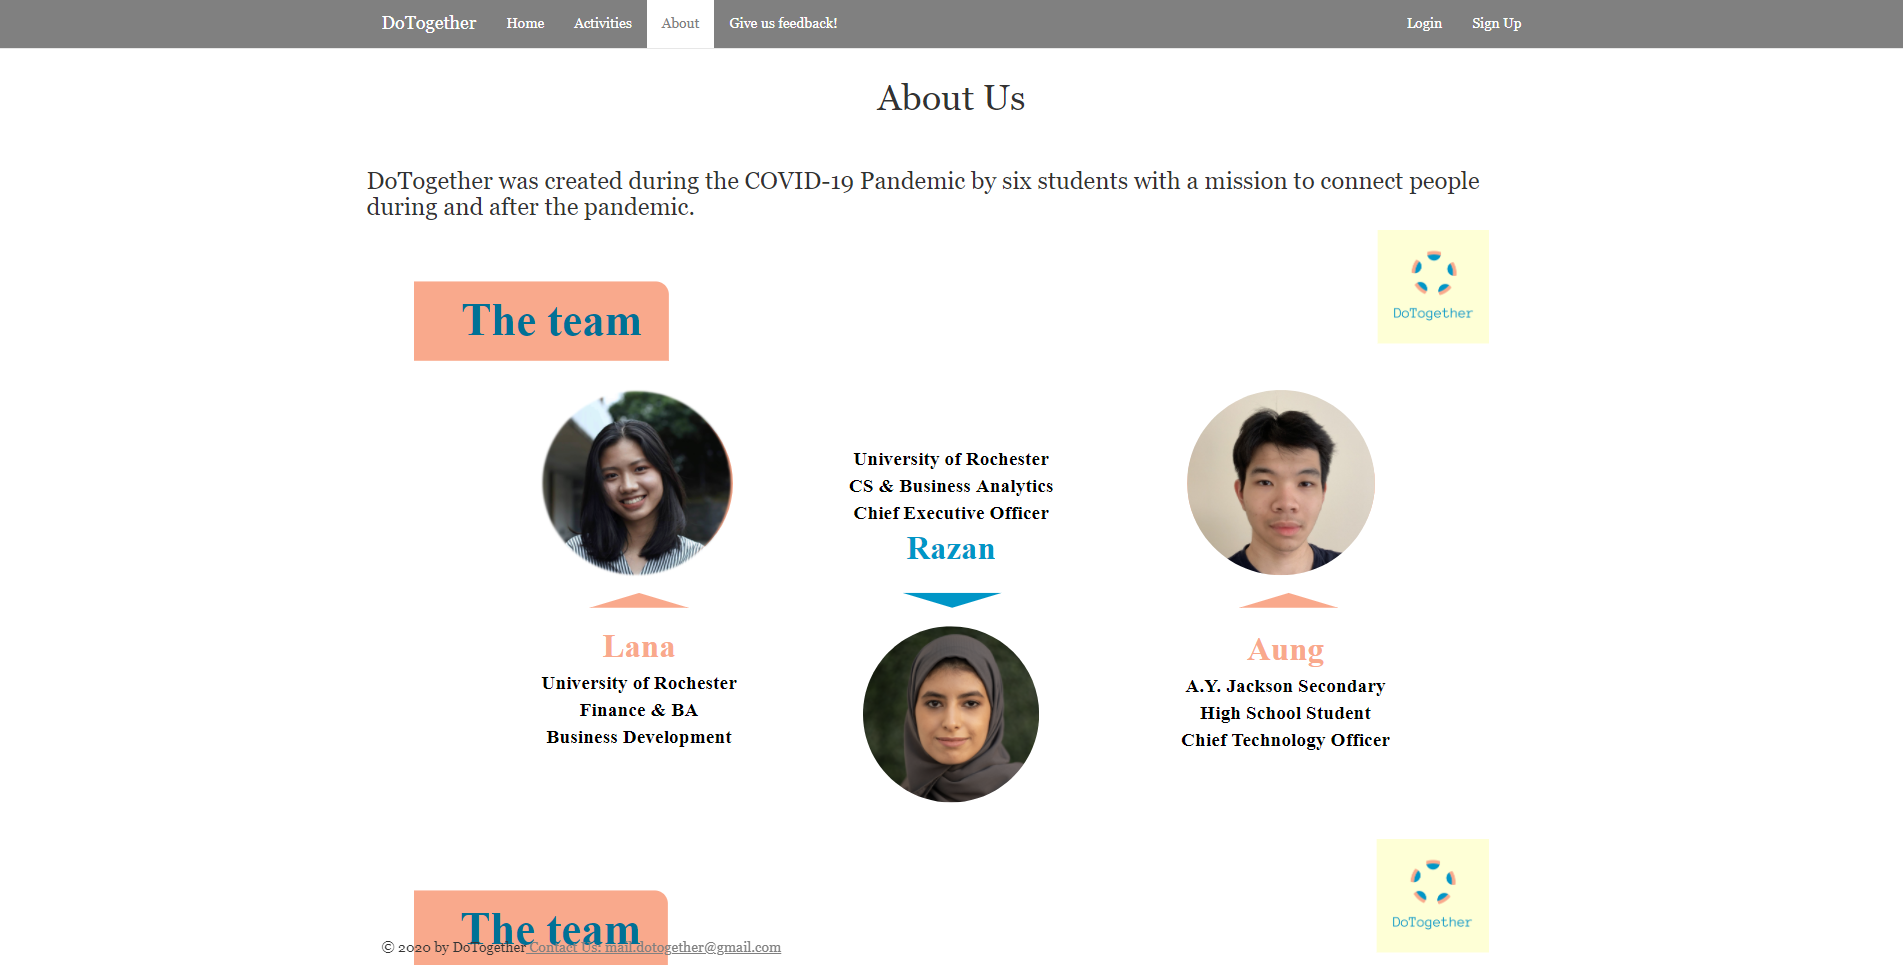 DoTogether Home Activities About Give us feedback! Login Sign Up
About Us
DoTogether was created during the COVID-19 Pandemic by six students with a mission to connect people
during and after the pandemic.
The team
DoTogether
Lana
University of Rochester
Finance & BA
Business Development
University of Rochester
CS & Business Analytics
Chief Executive Officer
Razan
Aung
A.Y. Jackson Secondary
High School Student
Chief Technology Officer
The team
DoTogether
© 2020 by DoTogether Contact Us: mail.dotogether@gmail.com